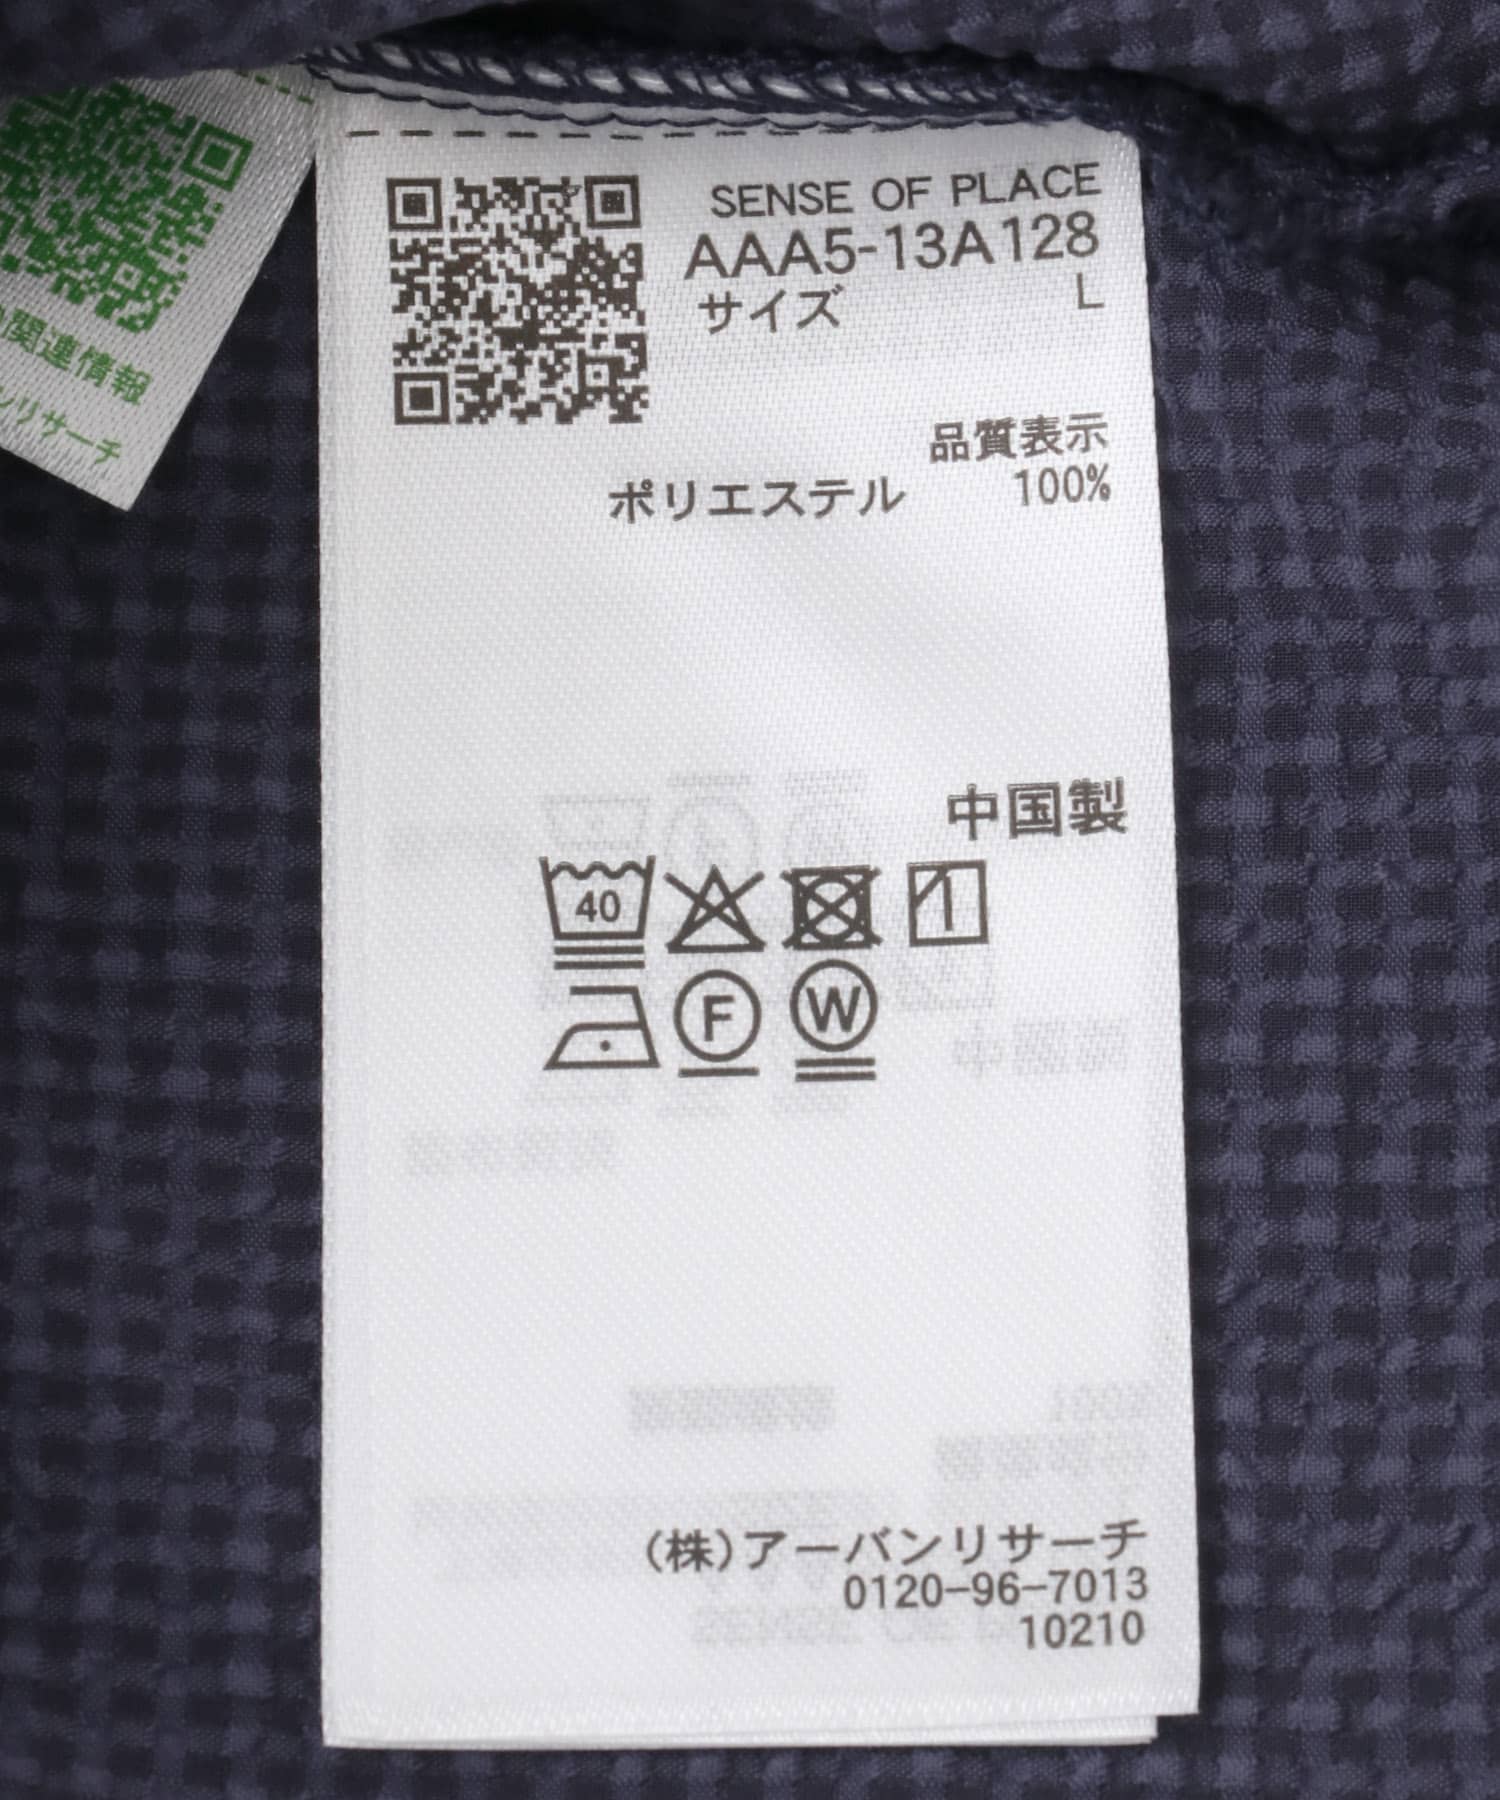 SENSE OF PLACE
AAA5-13A128
サイズ L
品質表示
ポリエステル 100%
中国製
40
F W
(株)アーバンリサーチ
0120-96-7013
10210
関連情報
ンリサーチ